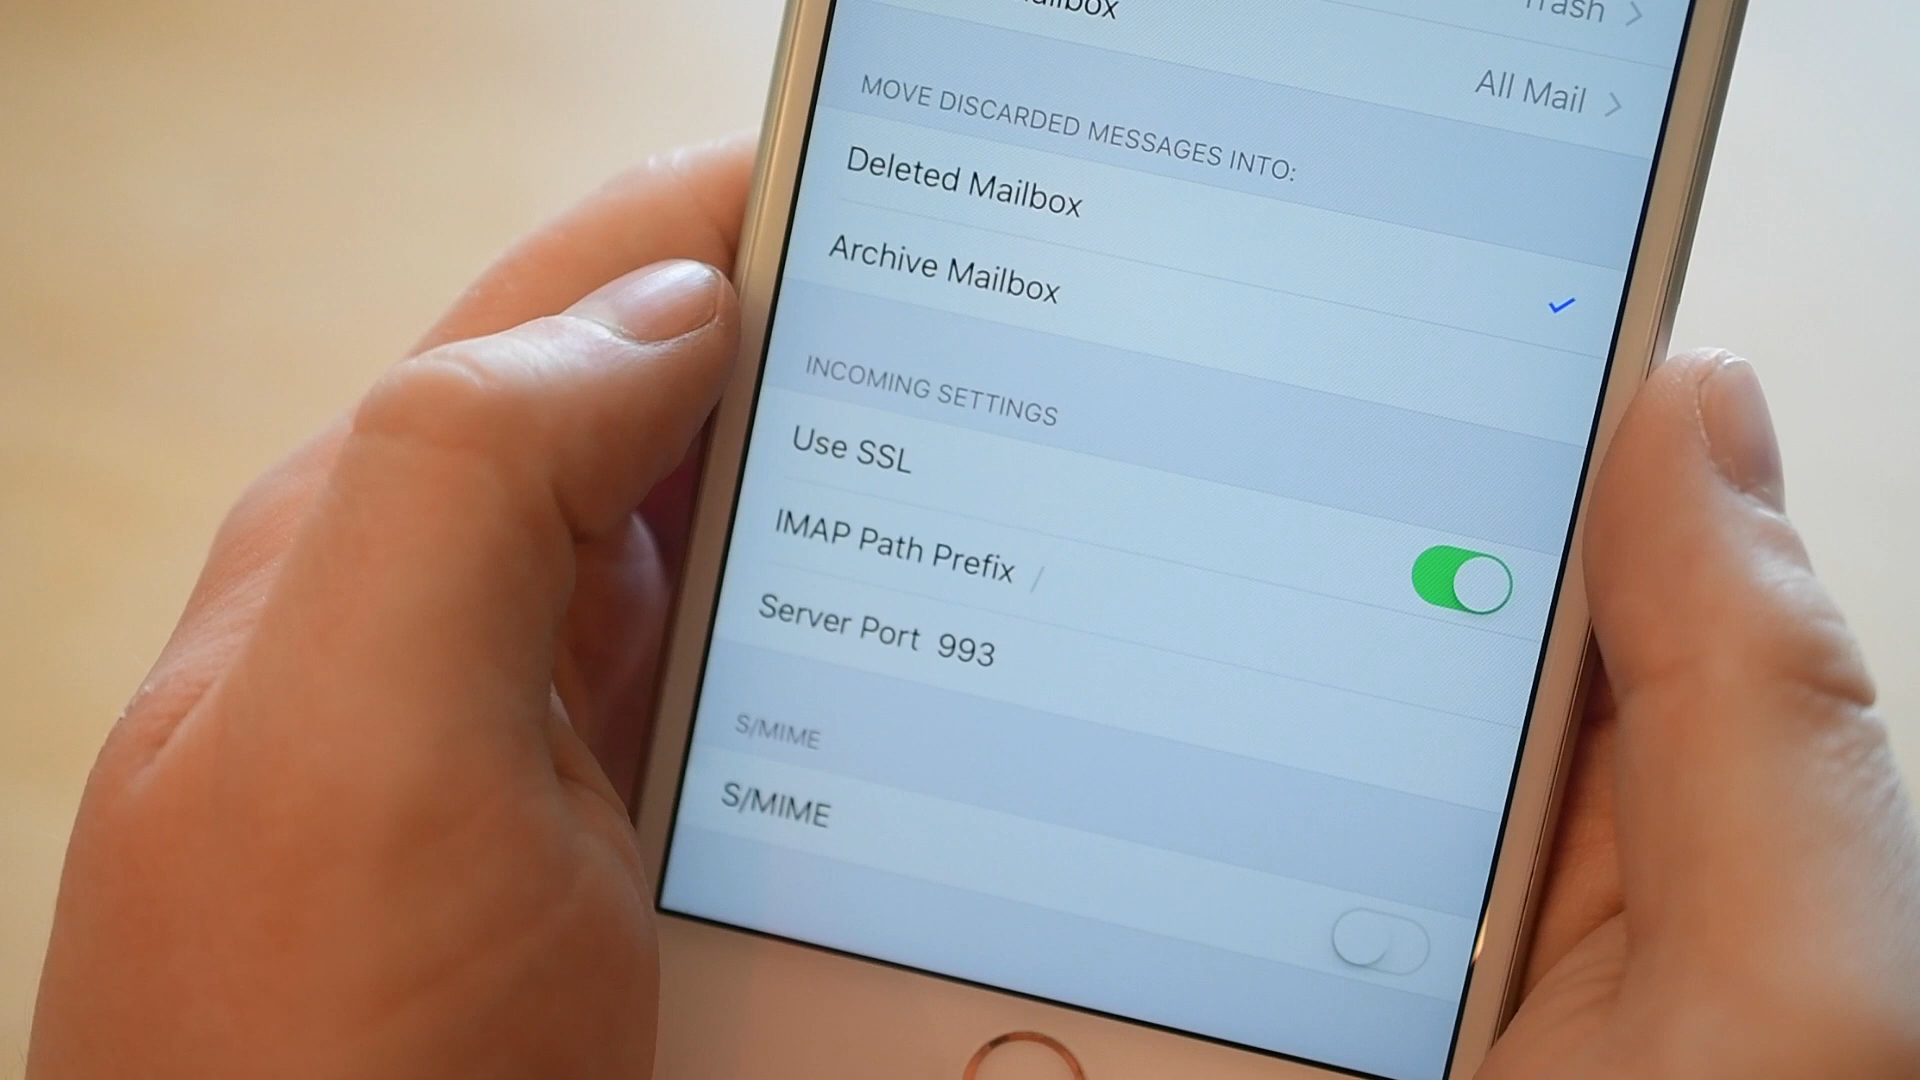 Trash
All Mail
MOVE DISCARDED MESSAGES INTO:
Deleted Mailbox
Archive Mailbox
INCOMING SETTINGS
Use SSL
IMAP Path Prefix /
Server Port 993
S/MIME
S/MIME